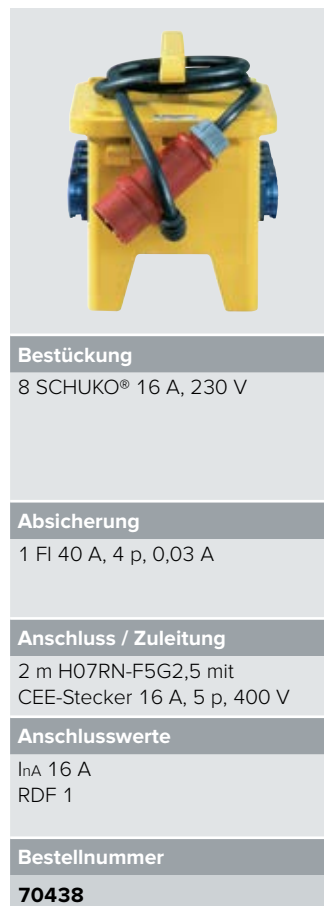 Bestückung
8 SCHUKO® 16 A, 230 V
Absicherung
1 FI 40 A, 4 p, 0,03 A
Anschluss / Zuleitung
2 m H07RN-F5G2,5 mit
CEE-Stecker 16 A, 5 p, 400 V
Anschlusswerte
InA 16 A
RDF 1
Bestellnummer
70438